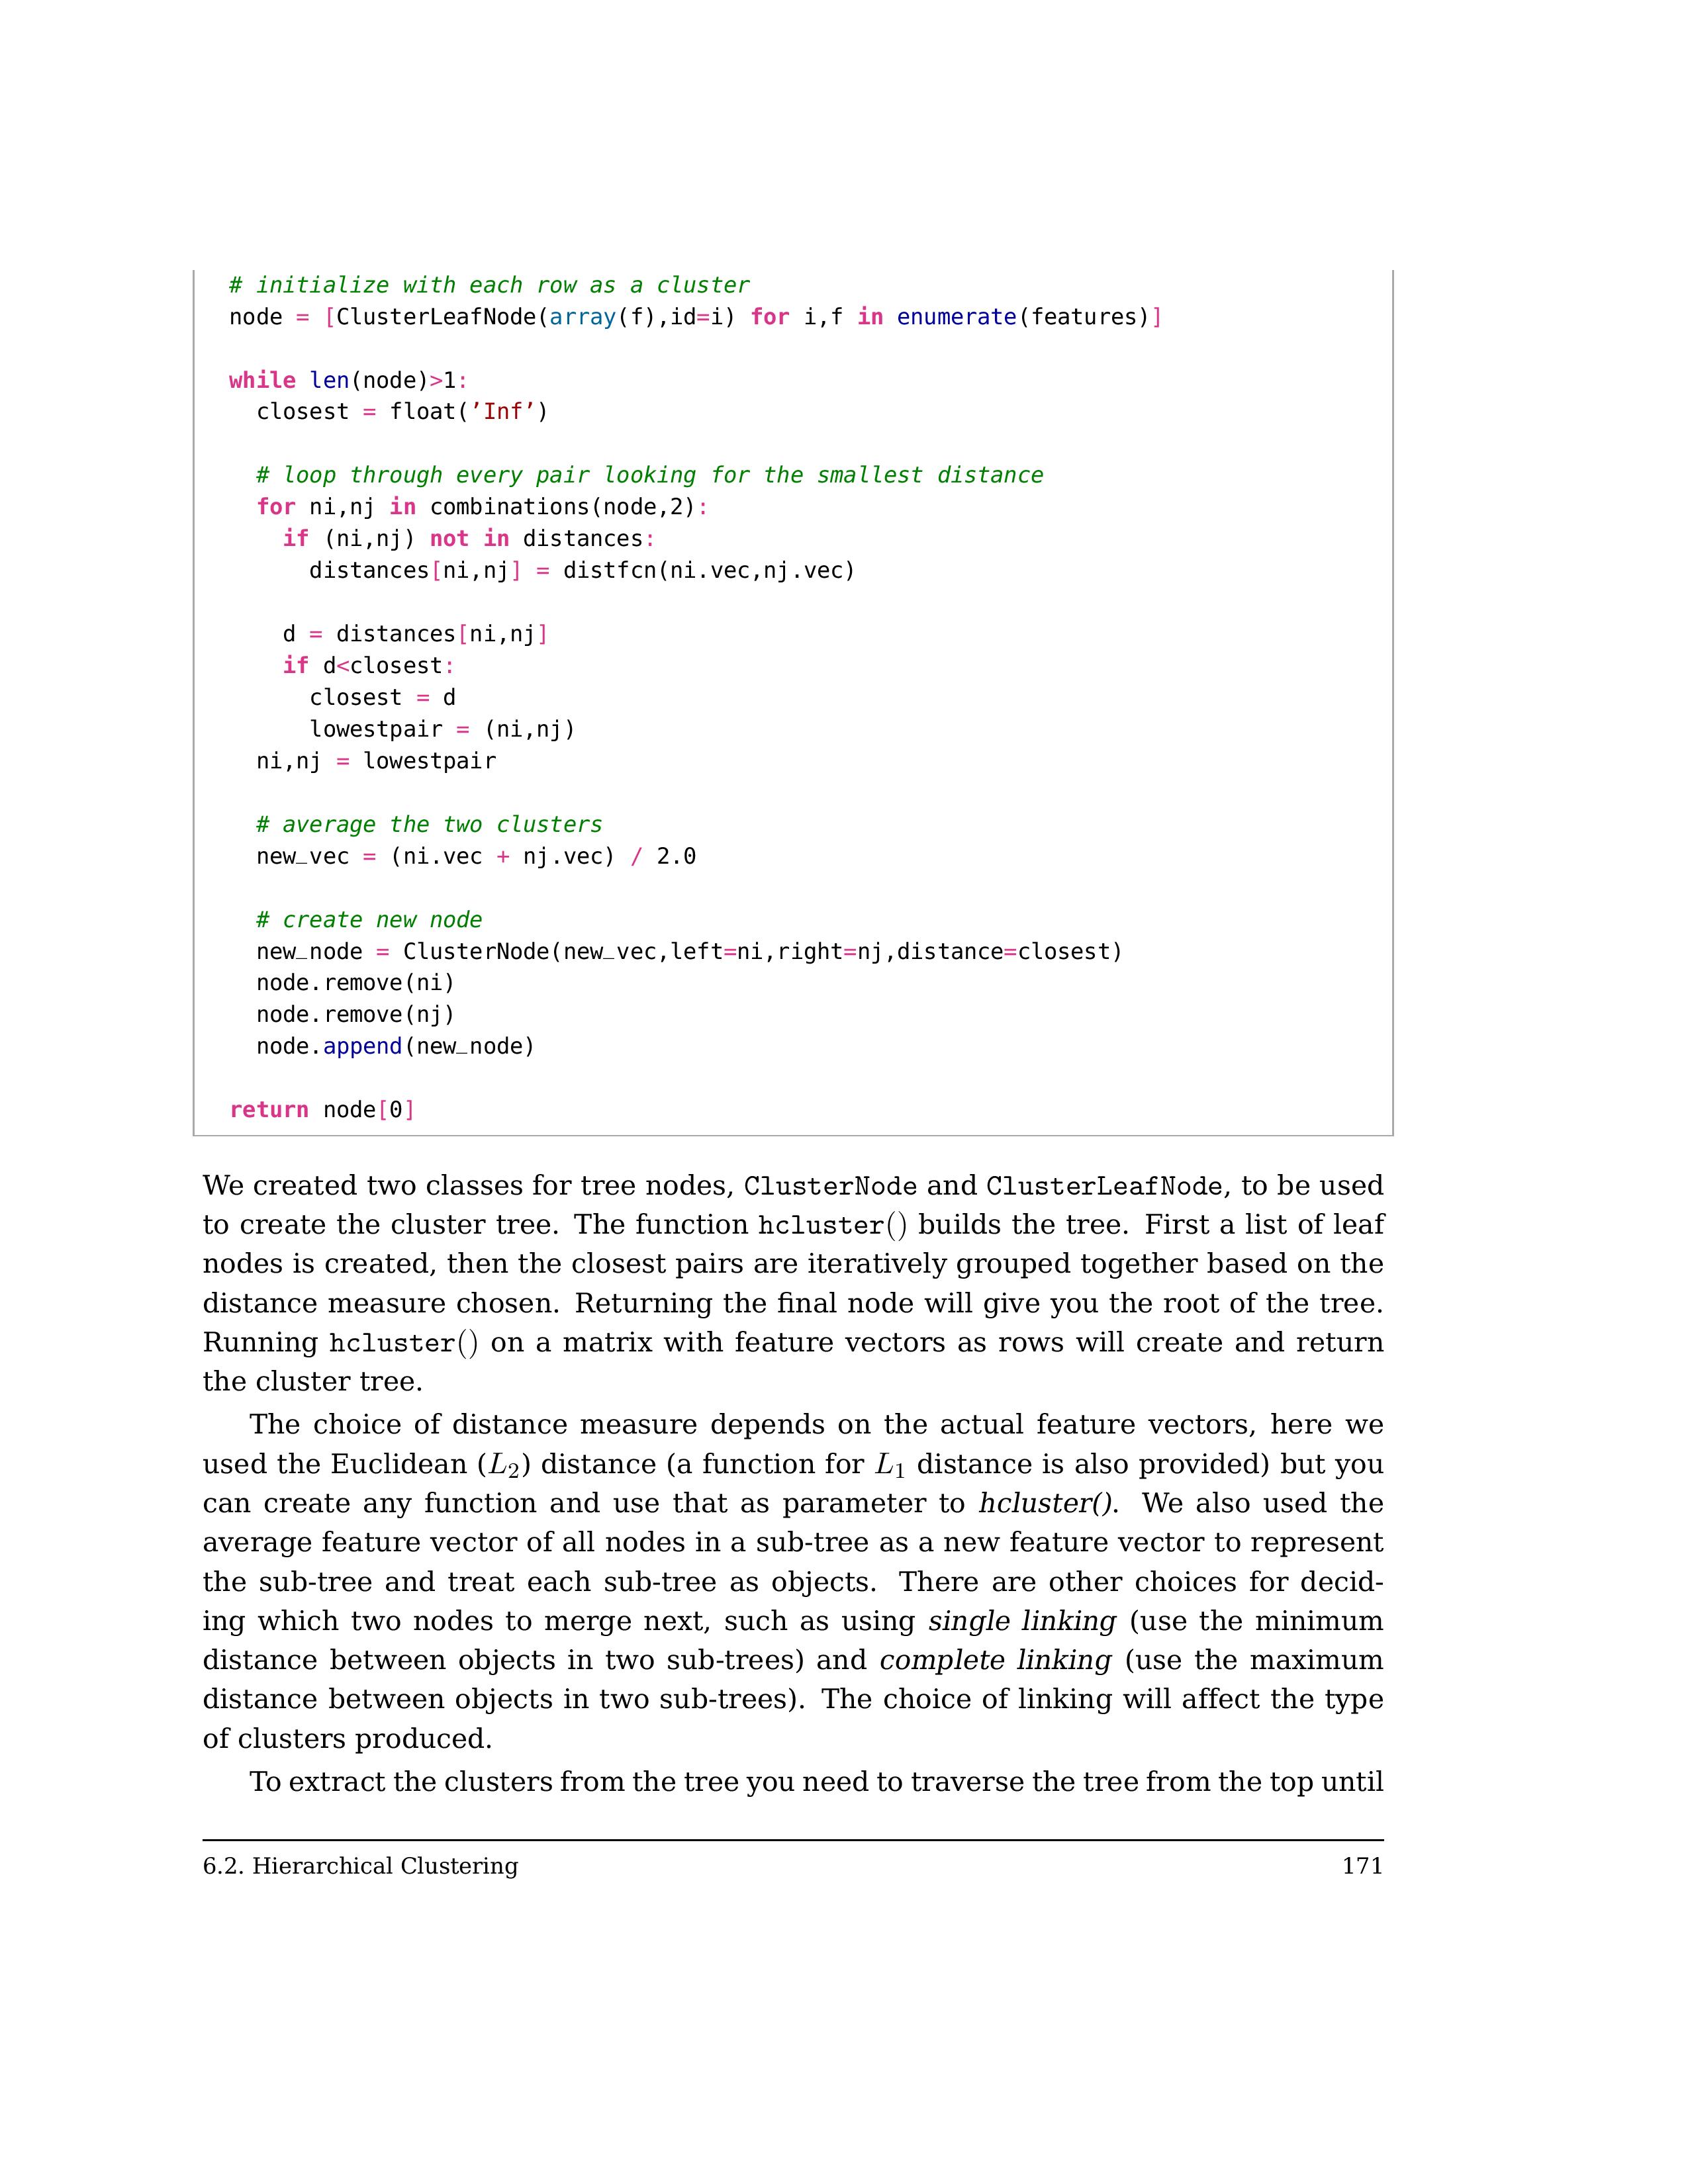 # initialize with each row as a cluster
node = [ClusterLeafNode(array(f),id=i) for i,f in enumerate(features)]
while len(node)>1:
closest = float(’Inf’)
# loop through every pair looking for the smallest distance
for ni,nj in combinations(node,2):
if (ni,nj) not in distances:
distances[ni,nj] = distfcn(ni.vec,nj.vec)
d = distances[ni,nj]
if d<closest:
closest = d
lowestpair = (ni,nj)
ni,nj = lowestpair
# average the two clusters
new_vec = (ni.vec + nj.vec) / 2.0
# create new node
new_node = ClusterNode(new_vec,left=ni,right=nj,distance=closest)
node.remove(ni)
node.remove(nj)
node.append(new_node)
return node[0]
We created two classes for tree nodes, ClusterNode and ClusterLeafNode, to be used
to create the cluster tree. The function hcluster() builds the tree. First a list of leaf
nodes is created, then the closest pairs are iteratively grouped together based on the
distance measure chosen. Returning the final node will give you the root of the tree.
Running hcluster() on a matrix with feature vectors as rows will create and return
the cluster tree.
The choice of distance measure depends on the actual feature vectors, here we
used the Euclidean (L₂) distance (a function for L₁ distance is also provided) but you
can create any function and use that as parameter to hcluster(). We also used the
average feature vector of all nodes in a sub-tree as a new feature vector to represent
the sub-tree and treat each sub-tree as objects. There are other choices for decid-
ing which two nodes to merge next, such as using single linking (use the minimum
distance between objects in two sub-trees) and complete linking (use the maximum
distance between objects in two sub-trees). The choice of linking will affect the type
of clusters produced.
To extract the clusters from the tree you need to traverse the tree from the top until
6.2. Hierarchical Clustering 171